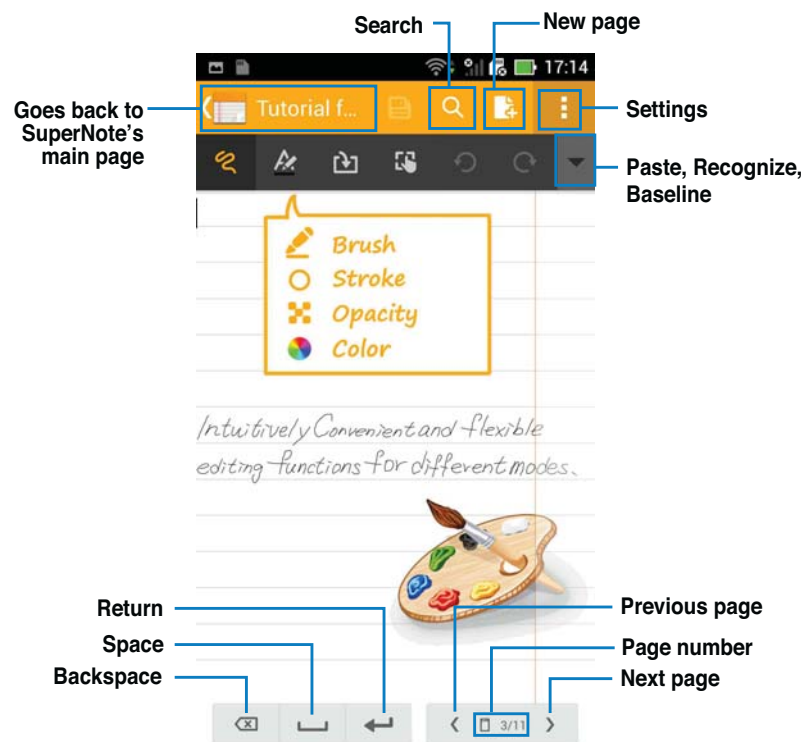 Search
New page
17:14
Goes back to
SuperNote's
main page
Tutorial f...
Settings
Paste, Recognize,
Baseline
Brush
Stroke
Opacity
Color
Intuitively Convenient and flexible
editing functions for different modes.
Return
Space
Backspace
Previous page
Page number
Next page
3/11